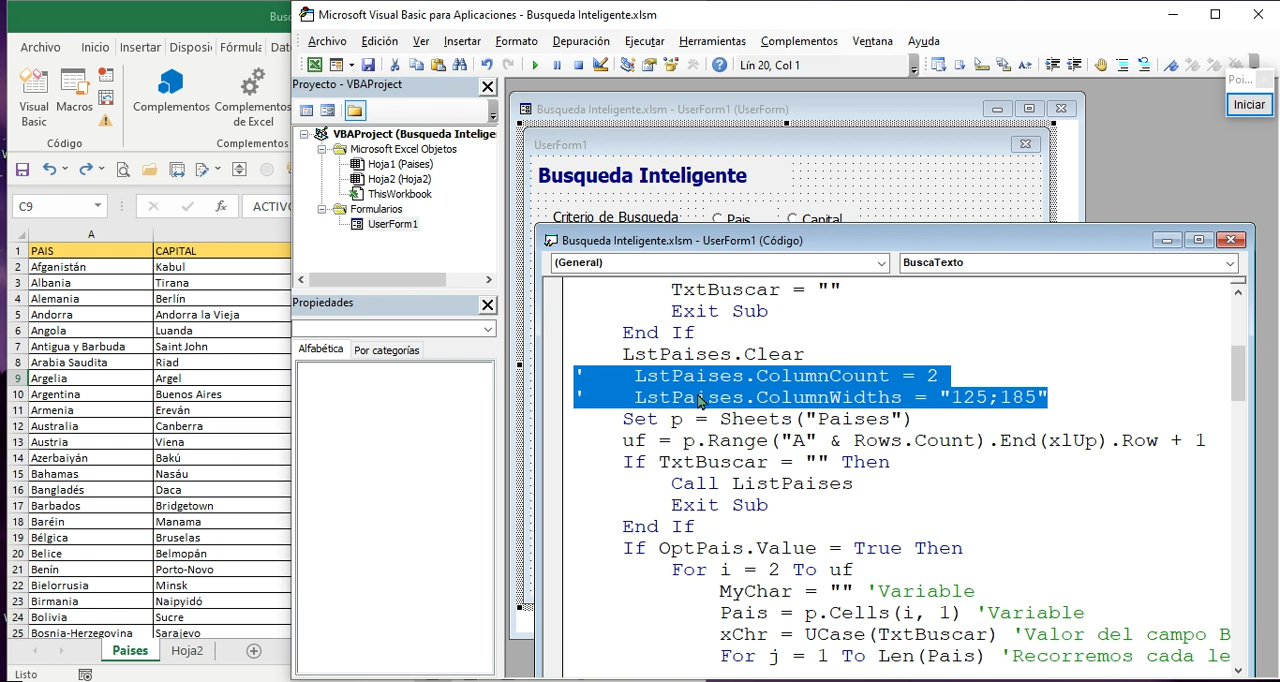 Microsoft Visual Basic para Aplicaciones - Busqueda Inteligente.xlsm
Archivo Edición Ver Insertar Formato Depuración Ejecutar Herramientas Complementos Ventana Ayuda
Lín 20, Col 1
Archivo Inicio Insertar Fórmula
Visual Basic
Macros
Complementos
Complementos de Excel
Código
Complementos
C9
fx
A
1 PAIS CAPITAL
2 Afganistán Kabul
3 Albania Tirana
4 Alemania Berlín
5 Andorra Andorra la Vieja
6 Angola Luanda
7 Antigua y Barbuda Saint John
8 Arabia Saudita Riad
9 Argelia Argel
10 Argentina Buenos Aires
11 Armenia Ereván
12 Australia Canberra
13 Austria Viena
14 Azerbaiyán Bakú
15 Bahamas Nasáu
16 Bangladés Daca
17 Barbados Bridgetown
18 Baréin Manama
19 Bélgica Bruselas
20 Belice Belmopán
21 Benín Porto-Novo
22 Bielorrusia Minsk
23 Birmania Naipyidó
24 Bolivia Sucre
25 Bosnia-Herzegovina Sarajevo
Paises Hoja2
Listo
Proyecto - VBAProject
VBAProject (Busqueda
Microsoft Excel Objetos
Hoja1 (Paises)
Hoja2 (Hoja2)
ThisWorkbook
Formularios
UserForm1
Propiedades
Alfabética Por categorías
Iniciar
Busqueda Inteligente.xlsm - UserForm1 (UserForm)
UserForm1
Busqueda Inteligente
Criterio de Busqueda Pais Capital
Busqueda Inteligente.xlsm - UserForm1 (Código)
(General) BuscaTexto
TxtBuscar = ""
Exit Sub
End If
LstPaises.Clear
' LstPaises.ColumnCount = 2
' LstPaises.ColumnWidths = "125;185"
Set p = Sheets("Paises")
uf = p.Range("A" & Rows.Count).End(xlUp).Row + 1
If TxtBuscar = "" Then
Call ListPaises
Exit Sub
End If
If OptPais.Value = True Then
For i = 2 To uf
MyChar = "" 'Variable
Pais = p.Cells(i, 1) 'Variable
xChr = UCase(TxtBuscar) 'Valor del campo
For j = 1 To Len(Pais) 'Recorremos cada